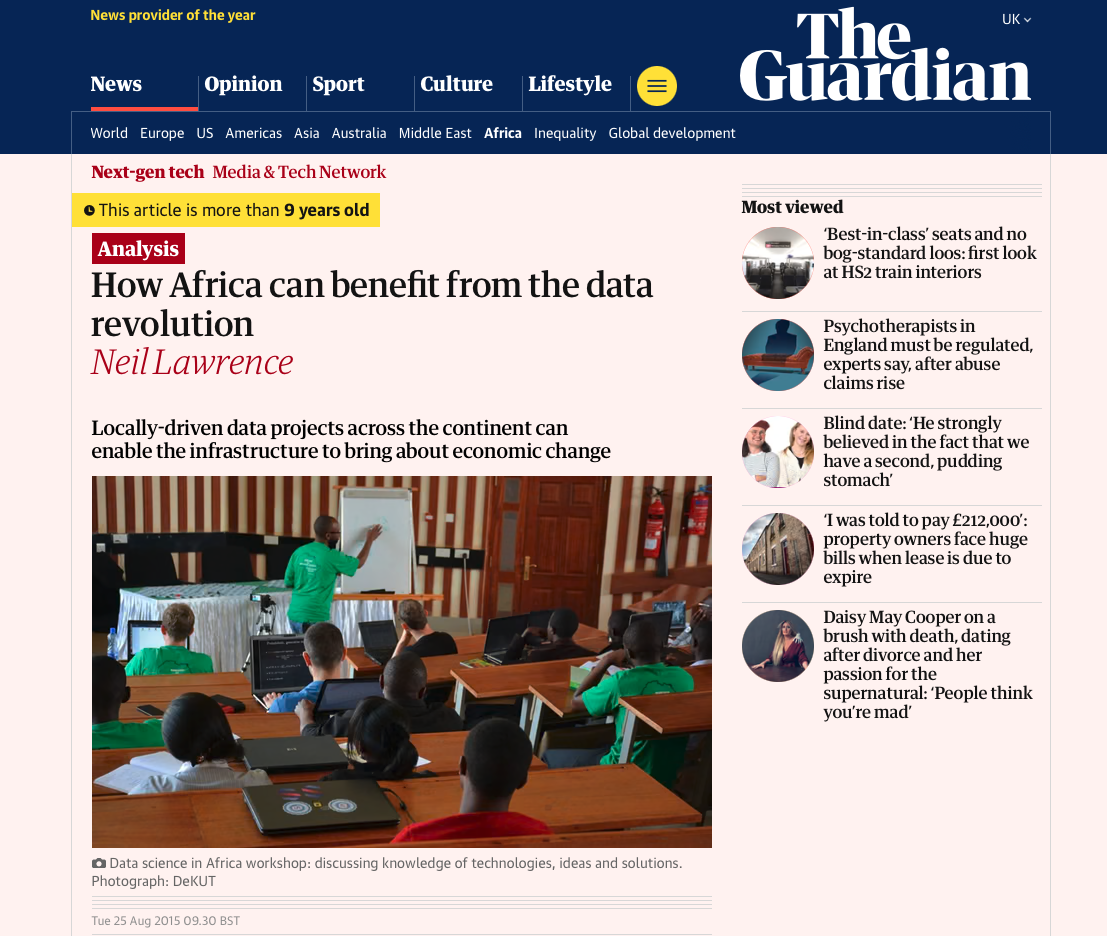 News provider of the year
UK
The Guardian
News Opinion Sport Culture Lifestyle
World Europe US Americas Asia Australia Middle East Africa Inequality Global development
Next-gen tech Media & Tech Network
This article is more than 9 years old
Analysis
How Africa can benefit from the data
revolution
Neil Lawrence
Locally-driven data projects across the continent can
enable the infrastructure to bring about economic change
Data science in Africa workshop: discussing knowledge of technologies, ideas and solutions.
Photograph: DeKUT
Tue 25 Aug 2015 09.30 BST
Most viewed
‘Best-in-class’ seats and no
bog-standard loos: first look
at HS2 train interiors
Psychotherapists in
England must be regulated,
experts say, after abuse
claims rise
Blind date: ‘He strongly
believed in the fact that we
have a second, pudding
stomach’
‘I was told to pay £212,000’:
property owners face huge
bills when lease is due to
expire
Daisy May Cooper on a
brush with death, dating
after divorce and her
passion for the
supernatural: ‘People think
you’re mad’